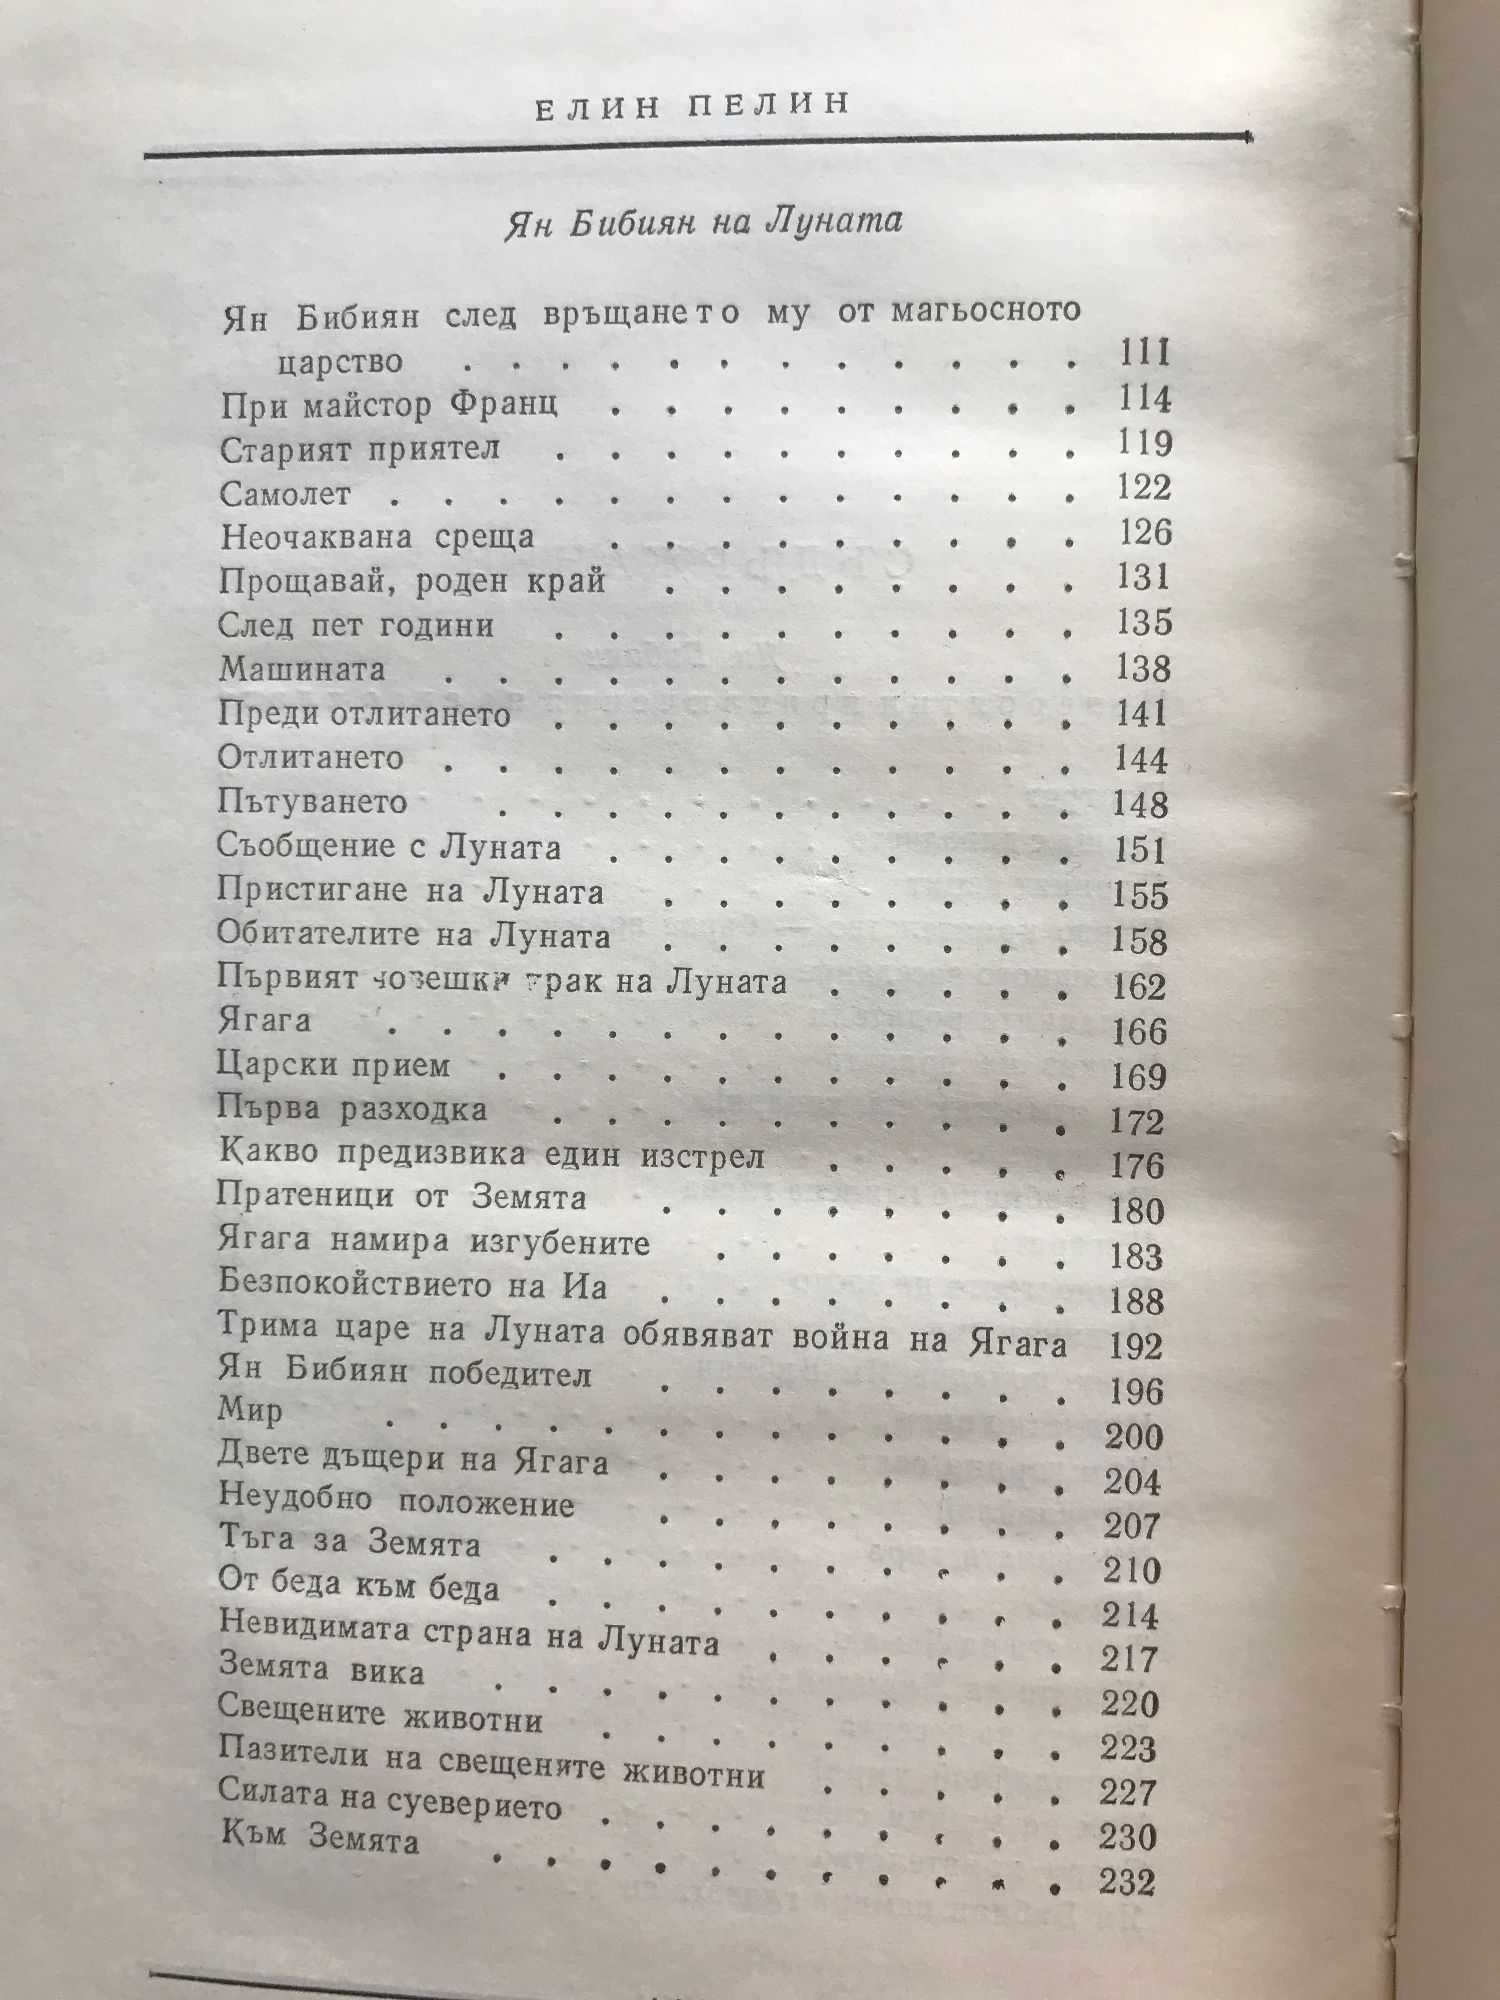 ЕЛИН ПЕЛИН
Ян Бибиян на Луната
Ян Бибиян след връщането му от магьосното
царство . . . . . . . . . . . . 111
При майстор Франц . . . . . . . . . 114
Старият приятел . . . . . . . . . . 119
Самолет . . . . . . . . . . . . . 122
Неочаквана среща . . . . . . . . . 126
Прощавай, роден край . . . . . . . . 131
След пет години . . . . . . . . . . 135
Машината . . . . . . . . . . . . 138
Преди отлитането . . . . . . . . . . 141
Отлитането . . . . . . . . . . . . 144
Пътуването . . . . . . . . . . . 148
Съобщение с Луната . . . . . . . . . 151
Пристигане на Луната . . . . . . . . 155
Обитателите на Луната . . . . . . . . 158
Първият човешки крак на Луната . . . . . 162
Ягага . . . . . . . . . . . . . 166
Царски прием . . . . . . . . . . . 169
Първа разходка . . . . . . . . . . 172
Какво предизвика един изстрел . . . . . 176
Пратеници от Земята . . . . . . . . 180
Ягага намира изгубените . . . . . . . 183
Безпокойствието на Иа . . . . . . . . 188
Трима царе на Луната обявяват война на Ягага 192
Ян Бибиян победител . . . . . . . . 196
Мир . . . . . . . . . . . . . 200
Двете дъщери на Ягага . . . . . . . . 204
Неудобно положение . . . . . . . . 207
Тъга за Земята . . . . . . . . . . 210
От беда към беда . . . . . . . . . . 214
Невидимата страна на Луната . . . . . . 217
Земята вика . . . . . . . . . . . 220
Свещените животни . . . . . . . . . 223
Пазители на свещените животни . . . . . 227
Силата на суеверието . . . . . . . . . 230
Към Земята . . . . . . . . . . . 232